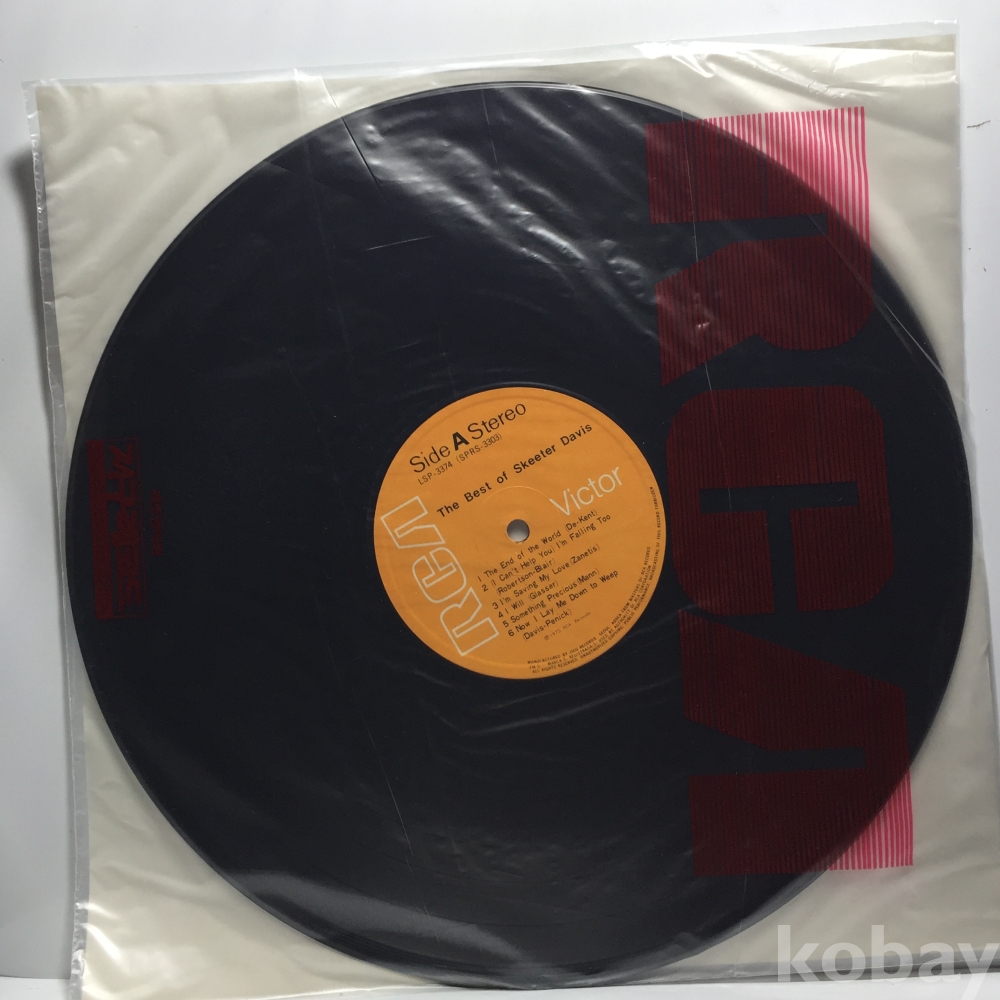 RCA
Side A Stereo
LSP-3374 (SPRS-3303)
The Best of Skeeter Davis
RCA Victor
1 The End of the World (De-Kent)
2 (I Can't Help You) I'm Falling Too
(Robertson-Blair)
3 I'm Saving My Love (Zanetis)
4 I Will (Glasser)
5 Something Precious (Mann)
6 Now I Lay Me Down to Weep
(Davis-Penick)
kobay